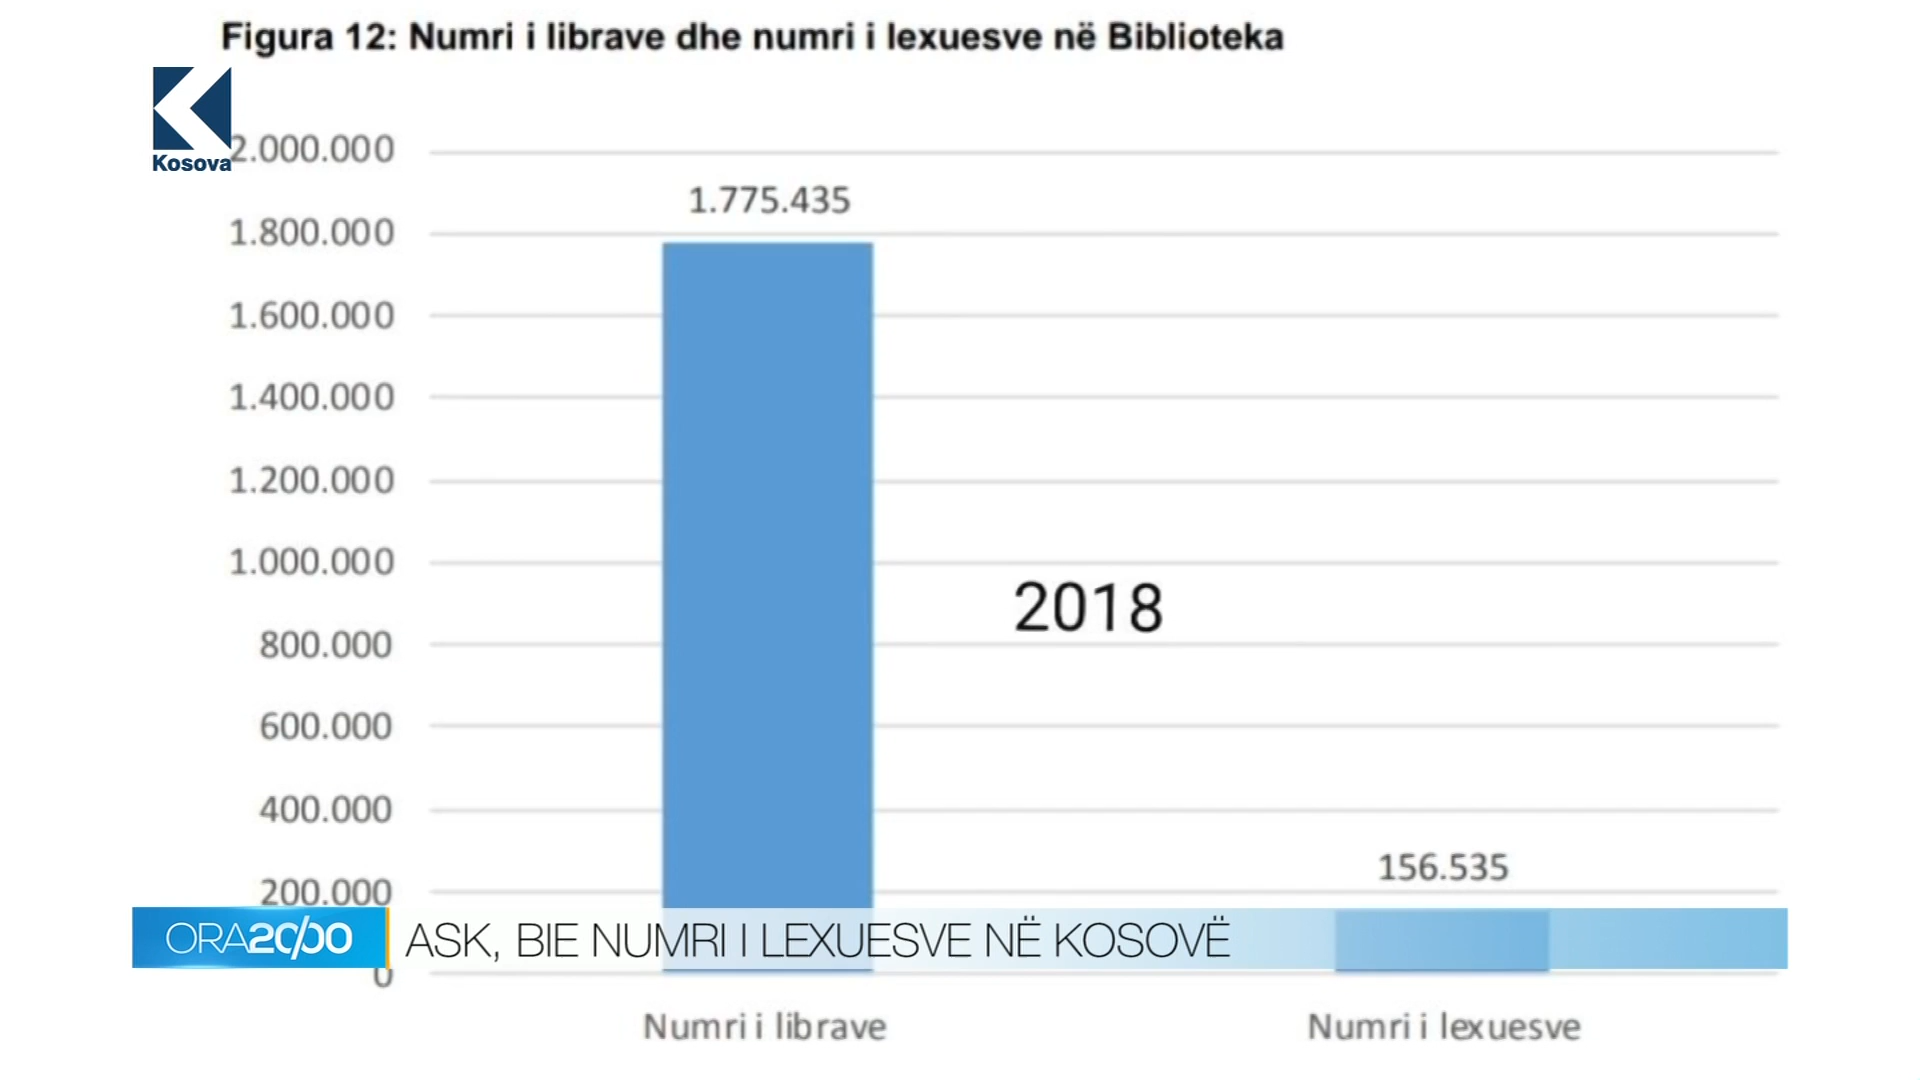 Figura 12: Numri i librave dhe numri i lexuesve në Biblioteka
Kosova
2.000.000
1.775.435
1.800.000
1.600.000
1.400.000
1.200.000
1.000.000
2018
800.000
600.000
400.000
156.535
200.000
ORA20/00 ASK, BIE NUMRI I LEXUESVE NË KOSOVË
0
Numri i librave
Numri i lexuesve